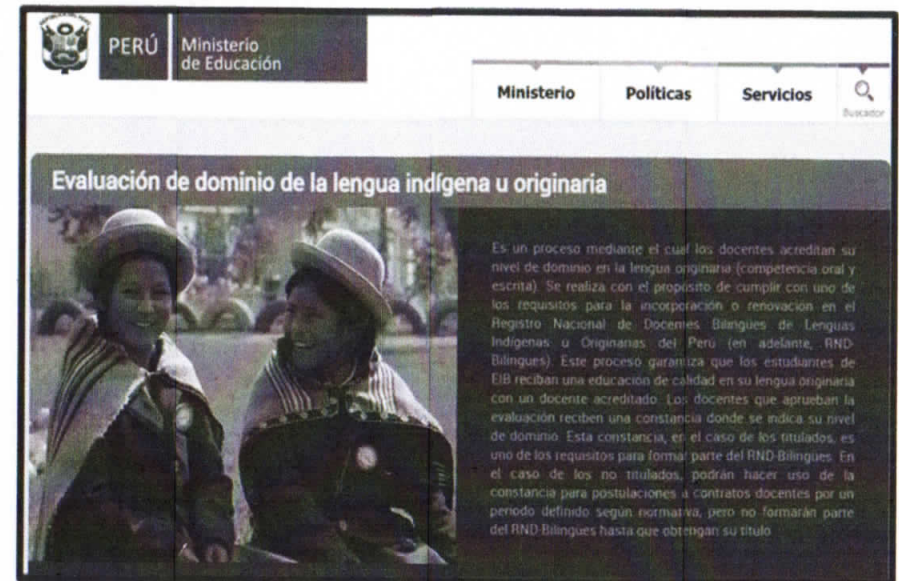 PERÚ
Ministerio
de Educación
Ministerio
Políticas
Servicios
Buscador
Evaluación de dominio de la lengua indígena u originaria
Es un proceso mediante el cual los docentes acreditan su
nivel de dominio en la lengua originaria (competencia oral y
escrita). Se realiza con el propósito de cumplir con uno de
los requisitos para la incorporación o renovación en el
Registro Nacional de Docentes Bilingües de Lenguas
Indígenas u Originarias del Perú (en adelante, RND-
Bilingües). Este proceso garantiza que los estudiantes de
EIB reciban una educación de calidad en su lengua originaria
con un docente acreditado. Los docentes que aprueban la
evaluación reciben una constancia donde se indica su nivel
de dominio. Esta constancia, en el caso de los titulados, es
uno de los requisitos para formar parte del RND-Bilingües. En
el caso de los no titulados, podrán hacer uso de la
constancia para postulaciones a contratos docentes por un
periodo definido según normativa, pero no formarán parte
del RND-Bilingües hasta que obtengan su título